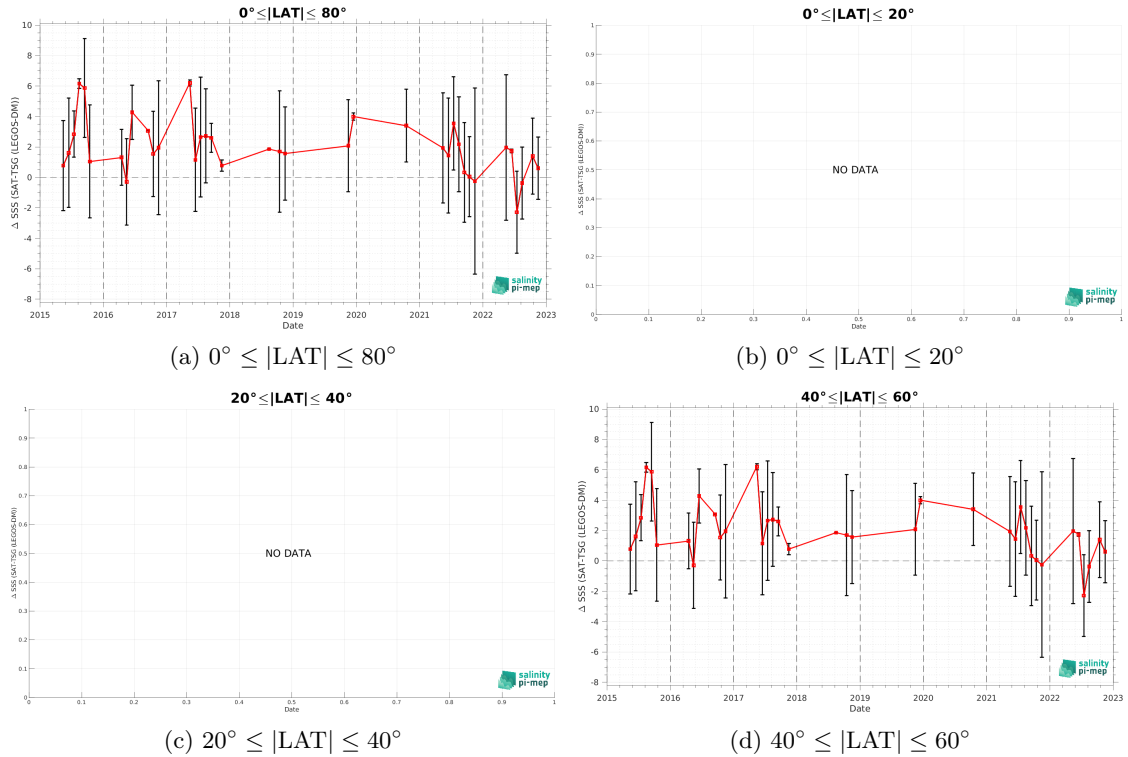 0°≤|LAT|≤ 80°
Δ SSS (SAT-TSG (LEGOS-DM))
10
8
6
4
2
0
-2
-4
-6
-8
2015 2016 2017 2018 2019 2020 2021 2022 2023
Date
salinity
pi-mep
(a) 0° ≤ |LAT| ≤ 80°
0°≤|LAT|≤ 20°
Δ SSS (SAT-TSG (LEGOS-DM))
1
0.9
0.8
0.7
0.6
0.5
0.4
0.3
0.2
0.1
0
NO DATA
0 0.1 0.2 0.3 0.4 0.5 0.6 0.7 0.8 0.9 1
Date
salinity
pi-mep
(b) 0° ≤ |LAT| ≤ 20°
20°≤|LAT|≤ 40°
Δ SSS (SAT-TSG (LEGOS-DM))
1
0.9
0.8
0.7
0.6
0.5
0.4
0.3
0.2
0.1
0
NO DATA
0 0.1 0.2 0.3 0.4 0.5 0.6 0.7 0.8 0.9 1
Date
salinity
pi-mep
(c) 20° ≤ |LAT| ≤ 40°
40°≤|LAT|≤ 60°
Δ SSS (SAT-TSG (LEGOS-DM))
10
8
6
4
2
0
-2
-4
-6
-8
2015 2016 2017 2018 2019 2020 2021 2022 2023
Date
salinity
pi-mep
(d) 40° ≤ |LAT| ≤ 60°